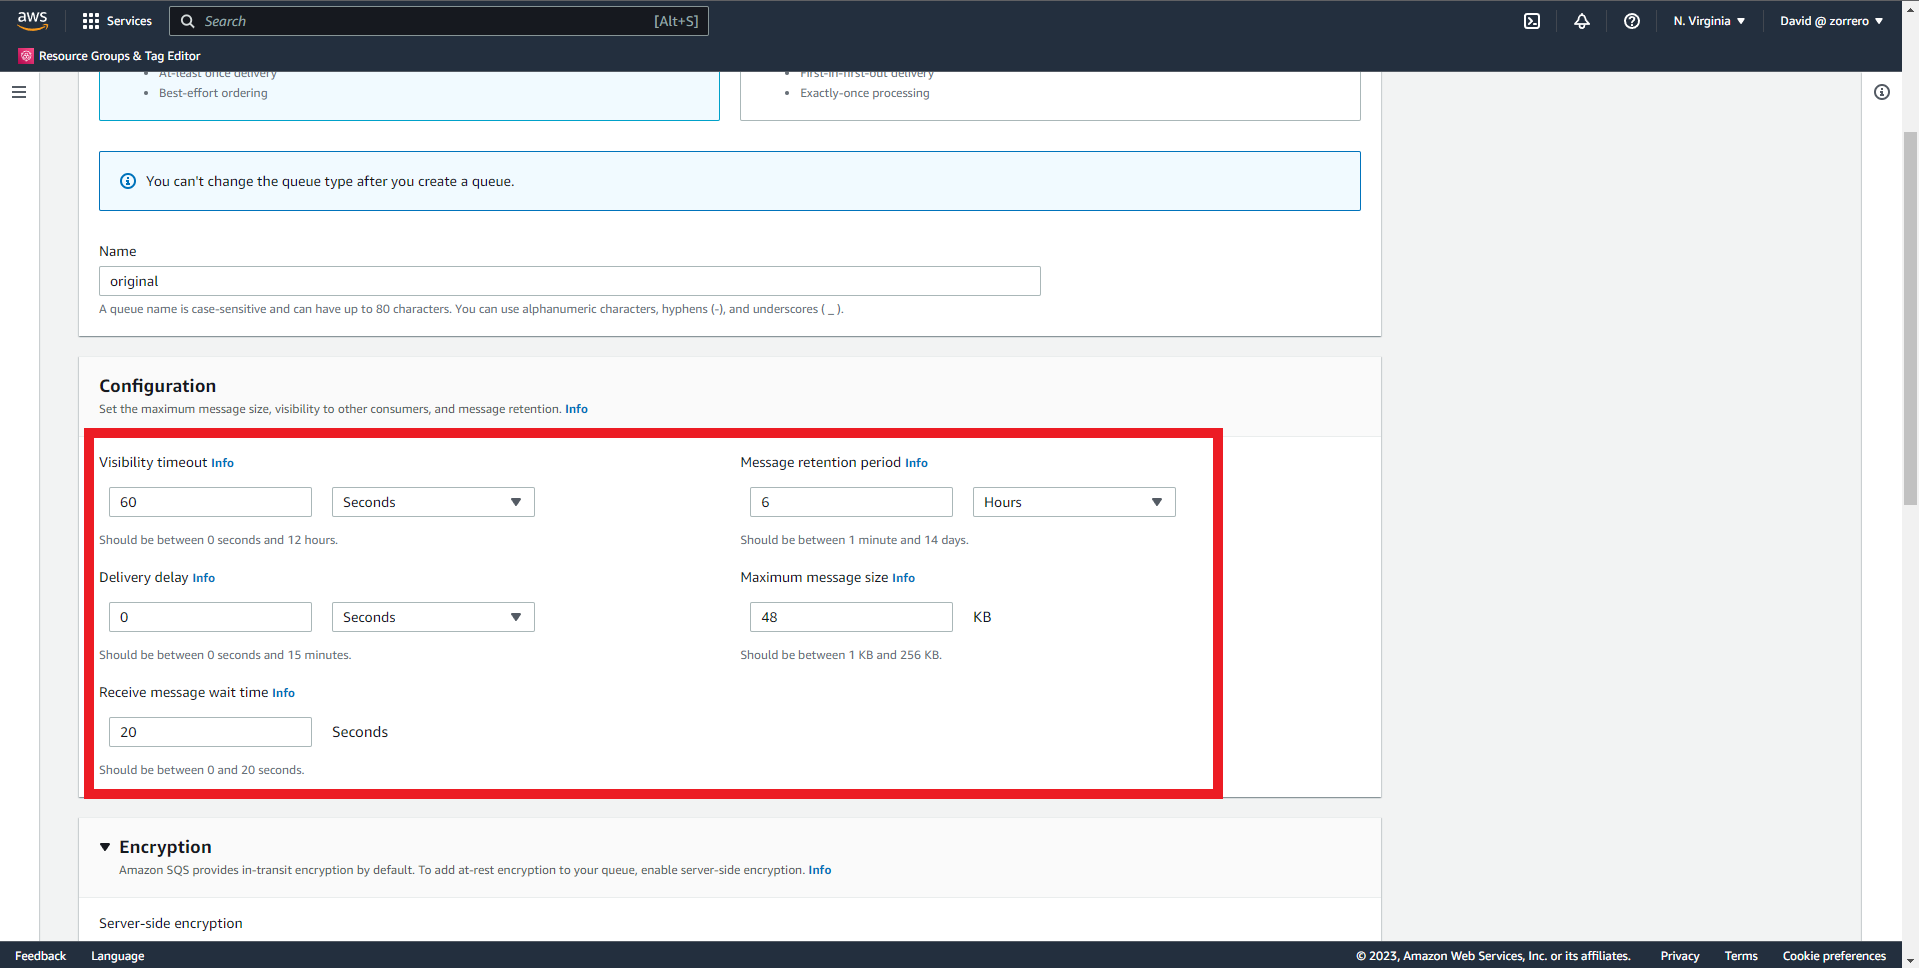 aws
Services
Search
[Alt+S]
N. Virginia
David @ zorrero
Resource Groups & Tag Editor
At-least once delivery
Best-effort ordering
First-in-first-out delivery
Exactly-once processing
You can't change the queue type after you create a queue.
Name
original
A queue name is case-sensitive and can have up to 80 characters. You can use alphanumeric characters, hyphens (-), and underscores ( _ ).
Configuration
Set the maximum message size, visibility to other consumers, and message retention. Info
Visibility timeout Info
60
Seconds
Should be between 0 seconds and 12 hours.
Message retention period Info
6
Hours
Should be between 1 minute and 14 days.
Delivery delay Info
0
Seconds
Should be between 0 seconds and 15 minutes.
Maximum message size Info
48
KB
Should be between 1 KB and 256 KB.
Receive message wait time Info
20
Seconds
Should be between 0 and 20 seconds.
Encryption
Amazon SQS provides in-transit encryption by default. To add at-rest encryption to your queue, enable server-side encryption. Info
Server-side encryption
Feedback
Language
© 2023, Amazon Web Services, Inc. or its affiliates.
Privacy
Terms
Cookie preferences